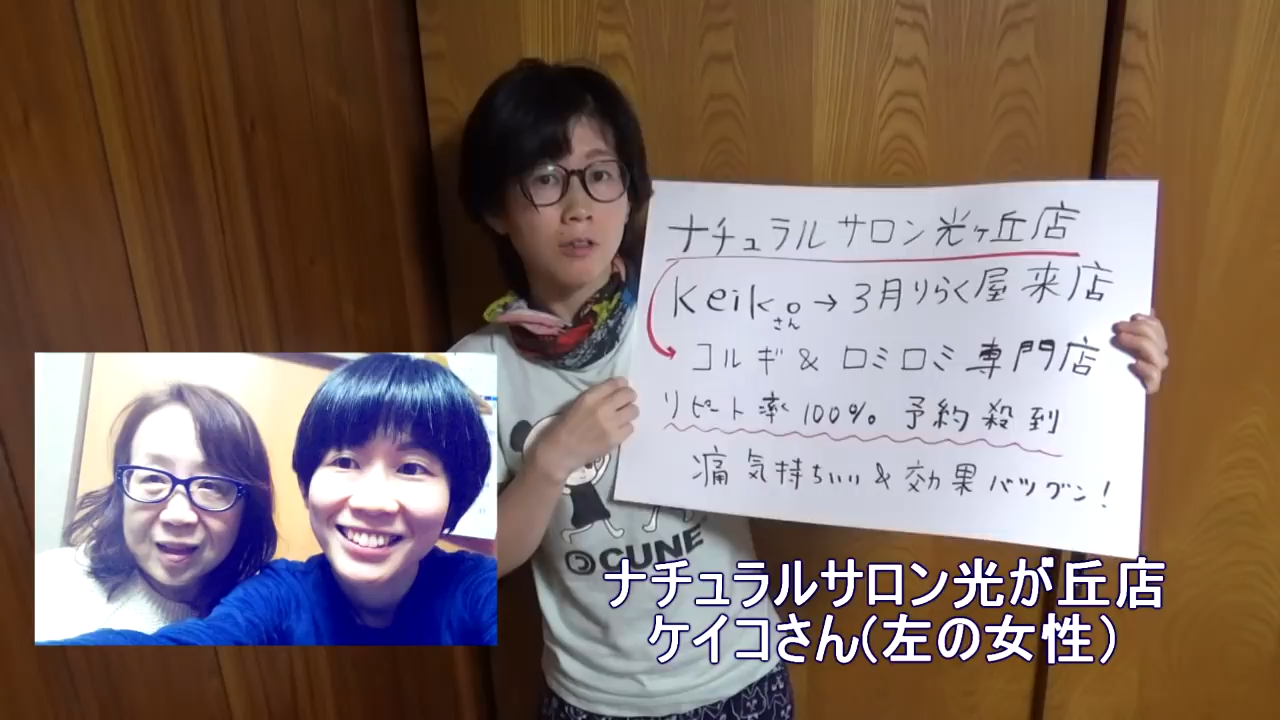 ナチュラルサロン光ヶ丘店
Keikoさん→3月りらく屋来店
コルギ&ロミロミ専門店
リピート率100%。予約殺到
痛気持ちいい&効果バツグン!
CUNE
ナチュラルサロン光が丘店
ケイコさん(左の女性)